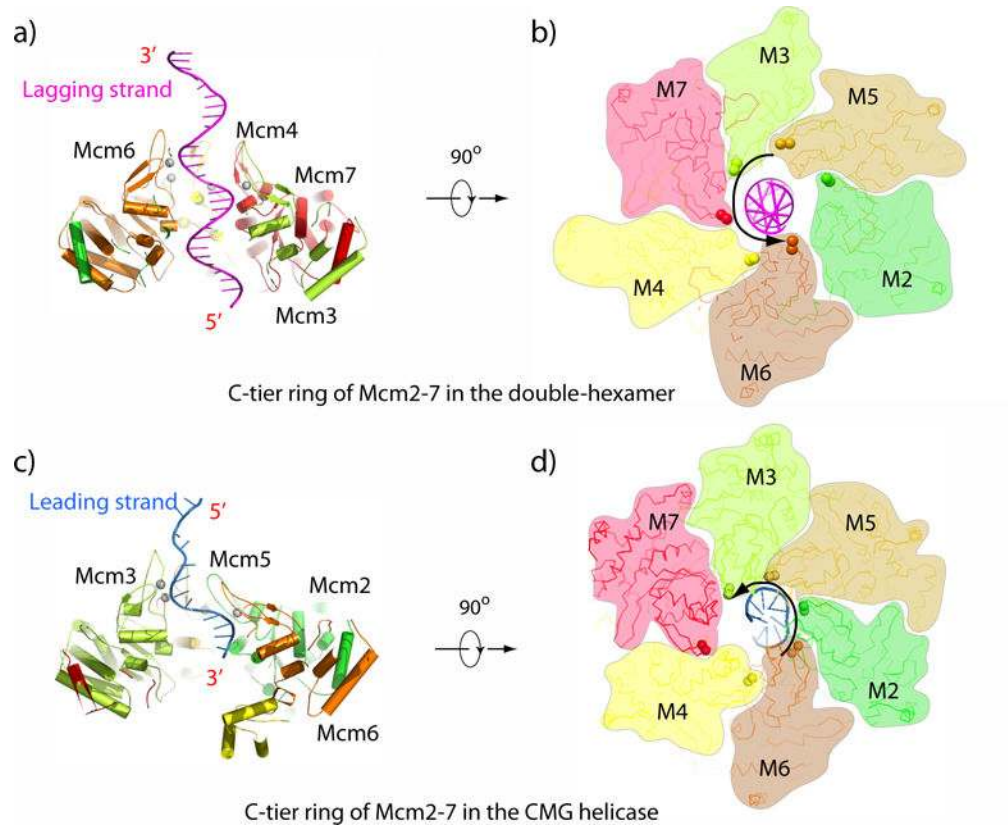 a)
3’
Lagging strand
Mcm6
Mcm4
Mcm7
Mcm3
5’
90o
b)
M3
M7
M5
M4
M2
M6
C-tier ring of Mcm2-7 in the double-hexamer
c)
Leading strand
5’
Mcm3
Mcm5
Mcm2
3’
Mcm6
90o
d)
M3
M7
M5
M4
M2
M6
C-tier ring of Mcm2-7 in the CMG helicase